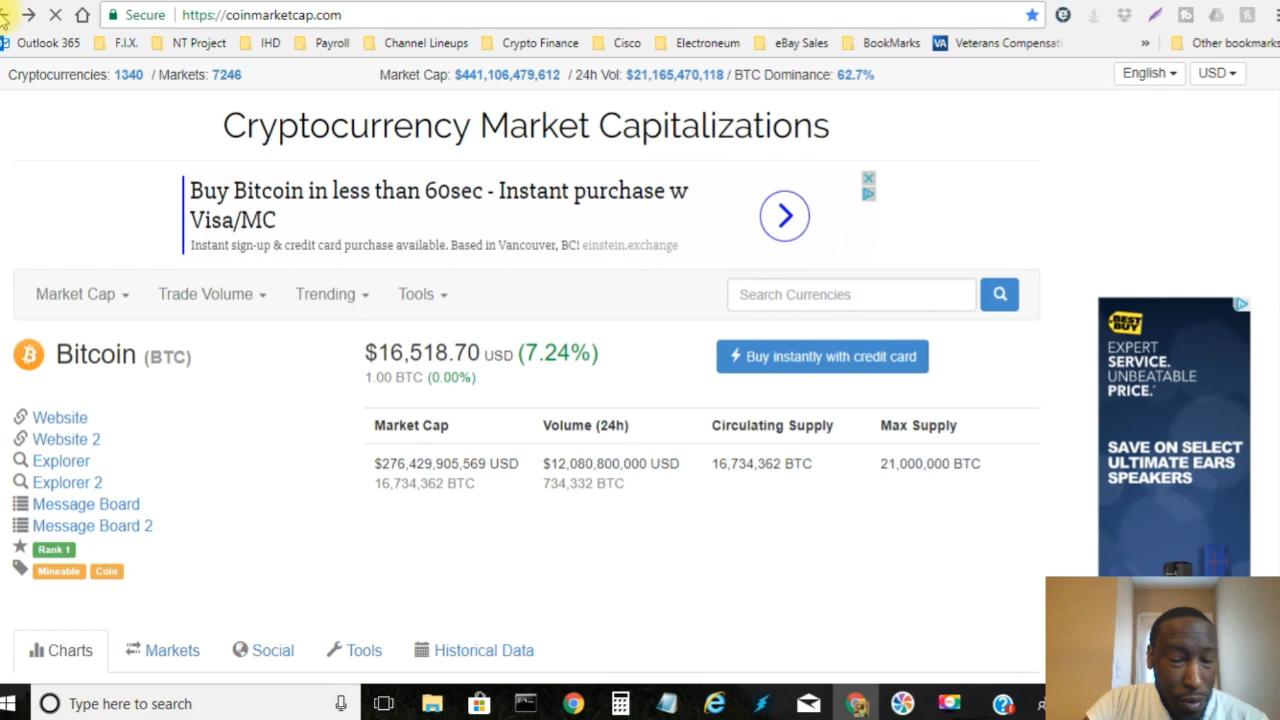 Secure https://coinmarketcap.com
Outlook 365 F.I.X. NT Project IHD Payroll Channel Lineups Crypto Finance Cisco Electroneum eBay Sales BookMarks VA Veterans Compensati » Other bookmarks
Cryptocurrencies: 1340 / Markets: 7246 Market Cap: $441,106,479,612 / 24h Vol: $21,165,470,118 / BTC Dominance: 62.7% English USD
Cryptocurrency Market Capitalizations
Buy Bitcoin in less than 60sec - Instant purchase w
Visa/MC
Instant sign-up & credit card purchase available. Based in Vancouver, BC! einstein.exchange
Market Cap Trade Volume Trending Tools Search Currencies
Bitcoin (BTC) $16,518.70 USD (7.24%) Buy instantly with credit card
1.00 BTC (0.00%)
Website
Website 2
Explorer
Explorer 2
Message Board
Message Board 2
Rank 1
Mineable Coin
Market Cap Volume (24h) Circulating Supply Max Supply
$276,429,905,569 USD $12,080,800,000 USD 16,734,362 BTC 21,000,000 BTC
16,734,362 BTC 734,332 BTC
BEST BUY
EXPERT
SERVICE.
UNBEATABLE
PRICE.
SAVE ON SELECT
ULTIMATE EARS
SPEAKERS
Charts Markets Social Tools Historical Data
Type here to search